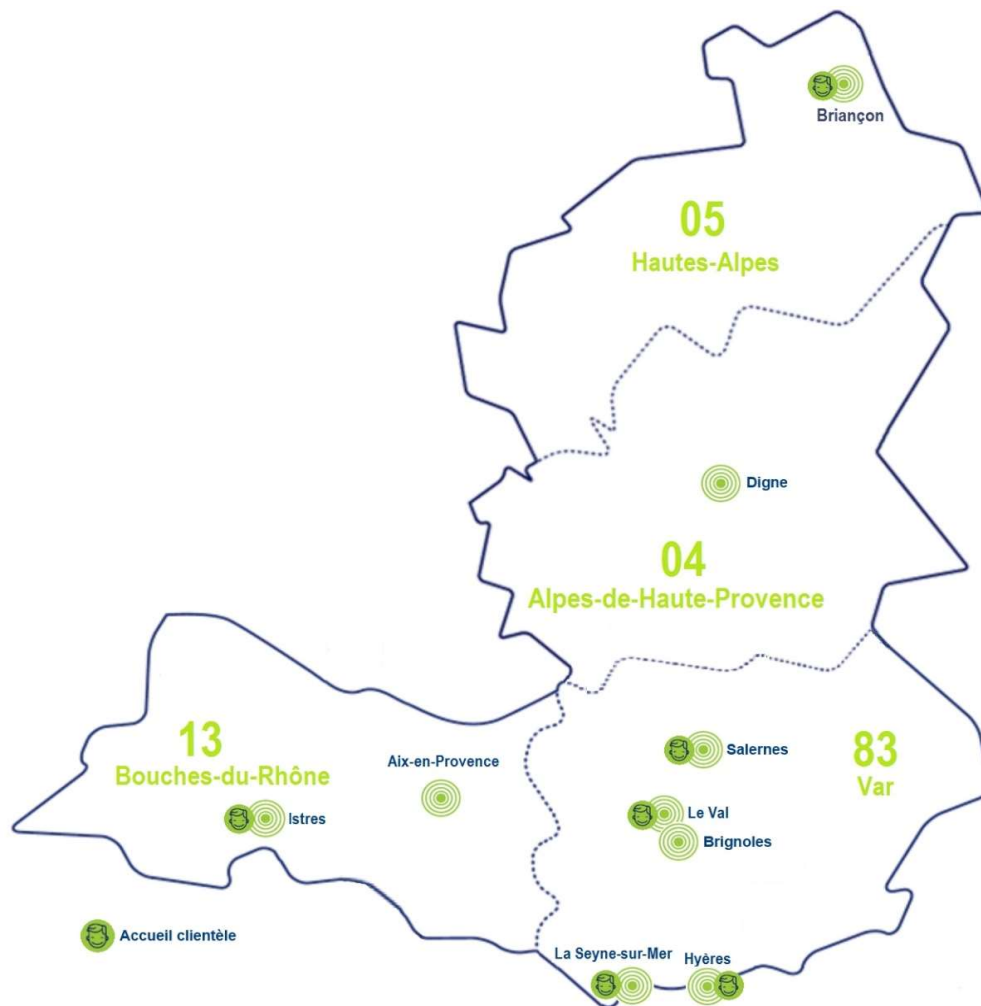 Briançon
05
Hautes-Alpes
Digne
04
Alpes-de-Haute-Provence
13
Bouches-du-Rhône
Aix-en-Provence
Istres
Salernes
83
Var
Le Val
Brignoles
Accueil clientèle
La Seyne-sur-Mer
Hyères